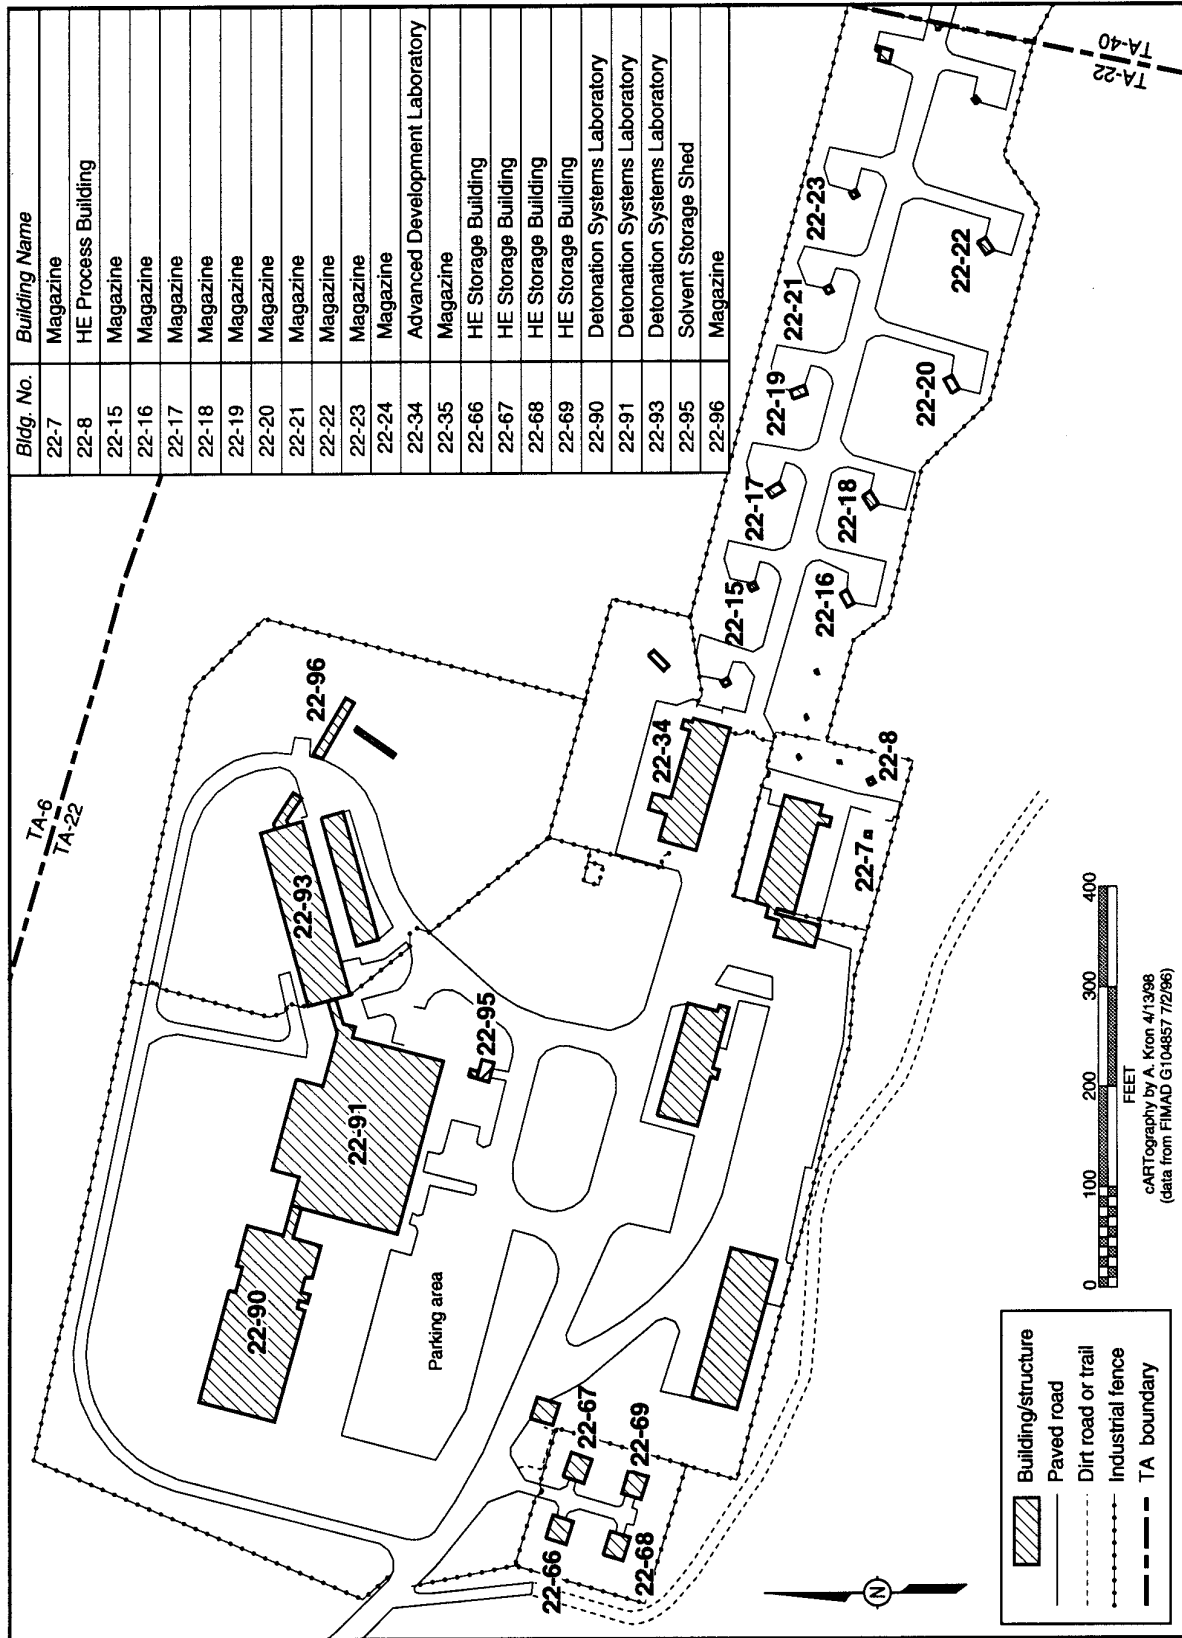 Bldg. No. Building Name
22-7 Magazine
22-8 HE Process Building
22-15 Magazine
22-16 Magazine
22-17 Magazine
22-18 Magazine
22-19 Magazine
22-20 Magazine
22-21 Magazine
22-22 Magazine
22-23 Magazine
22-24 Magazine
22-34 Advanced Development Laboratory
22-35 Magazine
22-66 HE Storage Building
22-67 HE Storage Building
22-68 HE Storage Building
22-69 HE Storage Building
22-90 Detonation Systems Laboratory
22-91 Detonation Systems Laboratory
22-93 Detonation Systems Laboratory
22-95 Solvent Storage Shed
22-96 Magazine
TA-6
TA-22
TA-40
TA-22
22-96
22-93
22-91
22-90
22-95
Parking area
22-34
22-15
22-17
22-19
22-21
22-23
22-16
22-18
22-20
22-22
22-8
22-7
22-67
22-69
22-66
22-68
N
Building/structure
Paved road
Dirt road or trail
Industrial fence
TA boundary
0 100 200 300 400
FEET
cARTography by A. Kron 4/13/98
(data from FIMAD G104857 7/2/96)